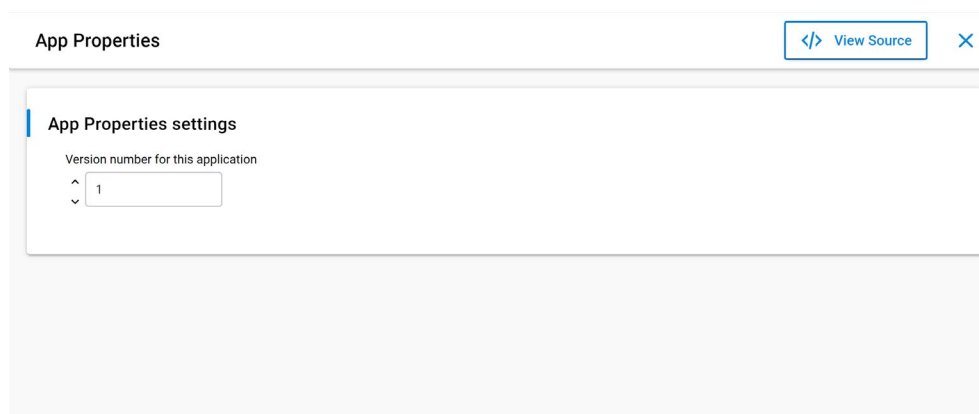 App Properties
</> View Source
App Properties settings
Version number for this application
1